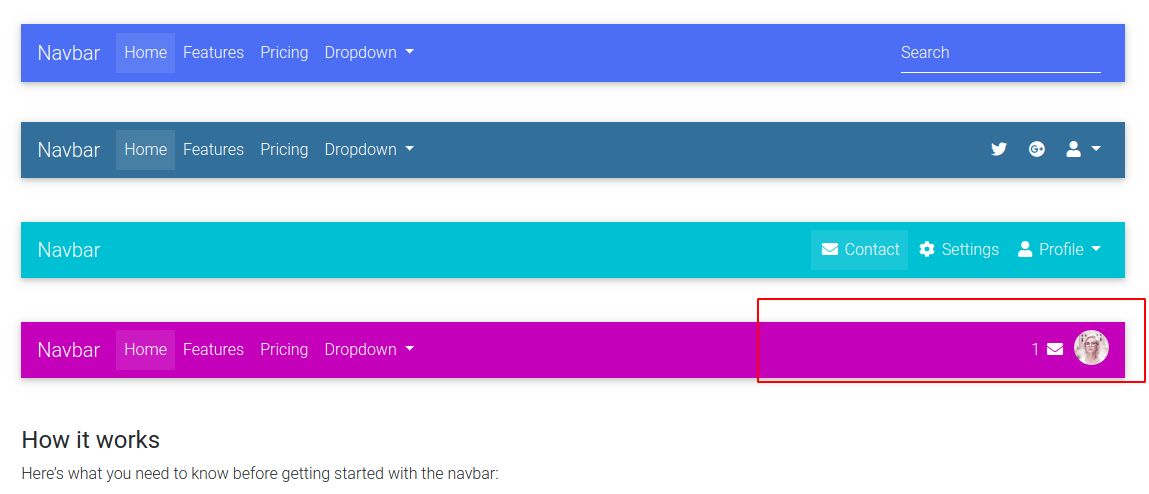 Navbar Home Features Pricing Dropdown Search
Navbar Home Features Pricing Dropdown
Navbar Contact Settings Profile
Navbar Home Features Pricing Dropdown 1
How it works
Here’s what you need to know before getting started with the navbar: